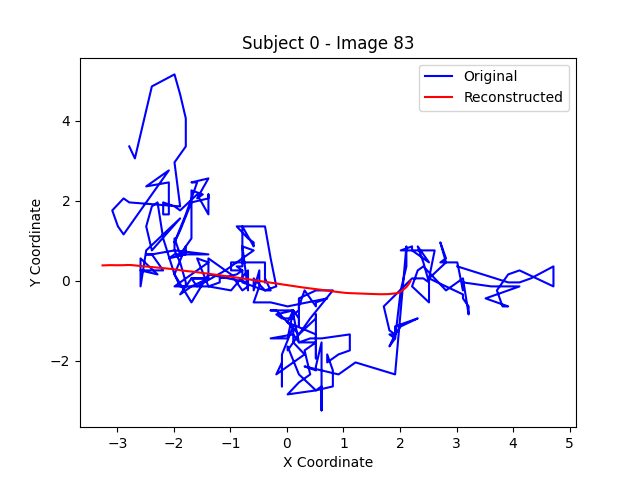 Subject 0 - Image 83
Original
Reconstructed
Y Coordinate
4
2
0
−2
−3 −2 −1 0 1 2 3 4 5
X Coordinate